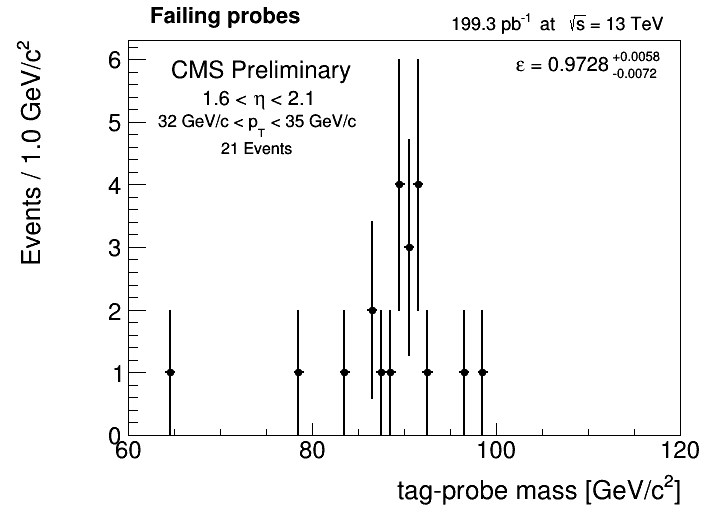 Failing probes
199.3 pb⁻¹ at √s = 13 TeV
CMS Preliminary
ε = 0.9728 +0.0058 -0.0072
1.6 < η < 2.1
32 GeV/c < p_T < 35 GeV/c
21 Events
Events / 1.0 GeV/c²
6
5
4
3
2
1
0
60 80 100 120
tag-probe mass [GeV/c²]